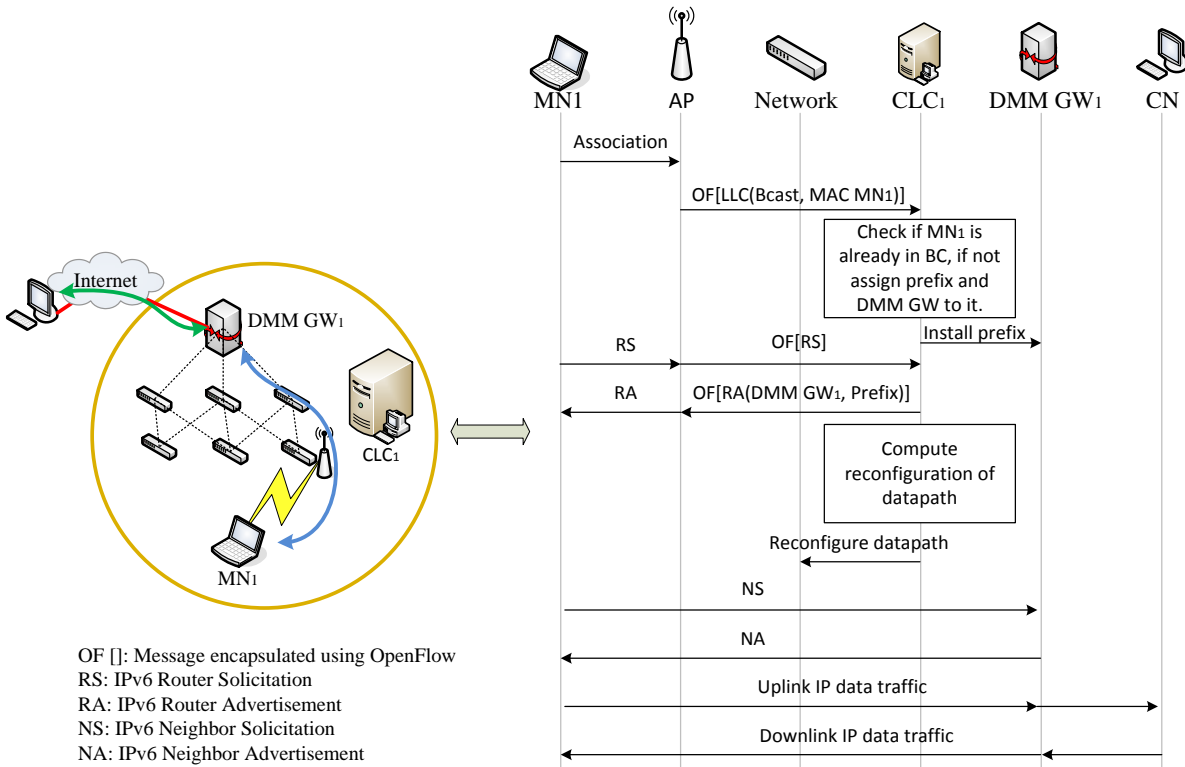 MN1
AP
Network
CLC1
DMM GW1
CN
Association
OF[LLC(Bcast, MAC MN1)]
Check if MN1 is
already in BC, if not
assign prefix and
DMM GW to it.
Install prefix
RS
OF[RS]
RA
OF[RA(DMM GW1, Prefix)]
Compute
reconfiguration of
datapath
Reconfigure datapath
NS
NA
Uplink IP data traffic
Downlink IP data traffic
Internet
DMM GW1
CLC1
MN1
OF []: Message encapsulated using OpenFlow
RS: IPv6 Router Solicitation
RA: IPv6 Router Advertisement
NS: IPv6 Neighbor Solicitation
NA: IPv6 Neighbor Advertisement